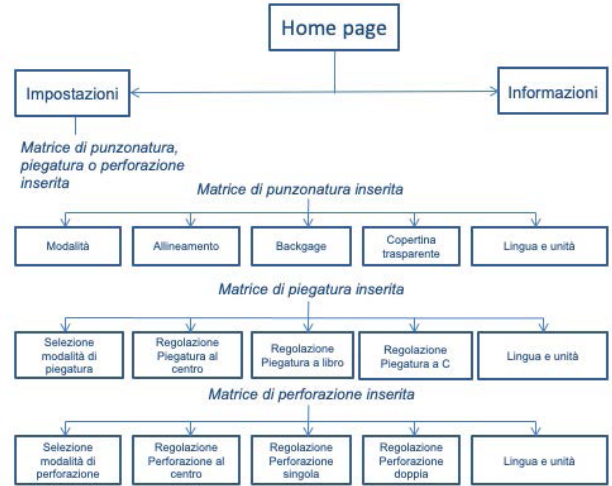 Home page
Impostazioni
Informazioni
Matrice di punzonatura,
piegatura o perforazione
inserita
Matrice di punzonatura inserita
Modalità
Allineamento
Backgage
Copertina
trasparente
Lingua e unità
Matrice di piegatura inserita
Selezione
modalità di
piegatura
Regolazione
Piegatura al
centro
Regolazione
Piegatura a libro
Regolazione
Piegatura a C
Lingua e unità
Matrice di perforazione inserita
Selezione
modalità di
perforazione
Regolazione
Perforazione al
centro
Regolazione
Perforazione
singola
Regolazione
Perforazione
doppia
Lingua e unità